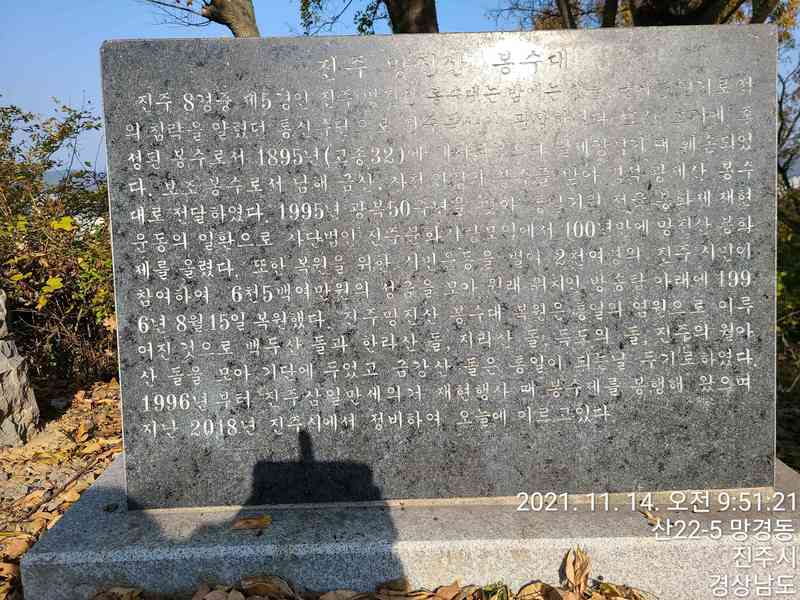 진주 망진산 봉수대
진주 8경중 제5경인 진주 망진산 봉수대는 밤에는 적
의 침략을 알렸던 통신수단으로
성된 봉수로서 1895년(고종32)에 훼손되었
다. 보조 봉수로서 남해 금산, 사천 받아 봉수
대로 전달하였다. 1995년 광복50주년을 재현
운동의 일환으로 사단법인 진주문화사랑모임에서 100년만에 망진산 봉화
제를 올렸다. 또한 복원을 위한 시민운동을 벌여 2천여명의 진주 시민이
참여하여 6천5백여만원의 성금을 모아 원래 위치인 방송탑 아래에 199
6년 8월15일 복원했다. 진주망진산 봉수대 복원은 통일의 염원으로 이루
어진 것으로 백두산 돌과 한라산 돌, 지리산 돌, 독도의 돌, 진주의 월아
산 돌을 모아 기단에 두었고 금강산 돌은 통일이 되는날 두기로하였다.
1996년 부터 진주삼일만세의거 재현행사 때 봉수제를 봉행해 왔으며
지난 2018년 진주시에서 정비하여 오늘에 이르고있다.
2021. 11. 14. 오전 9:51:21
산22-5 망경동
진주시
경상남도